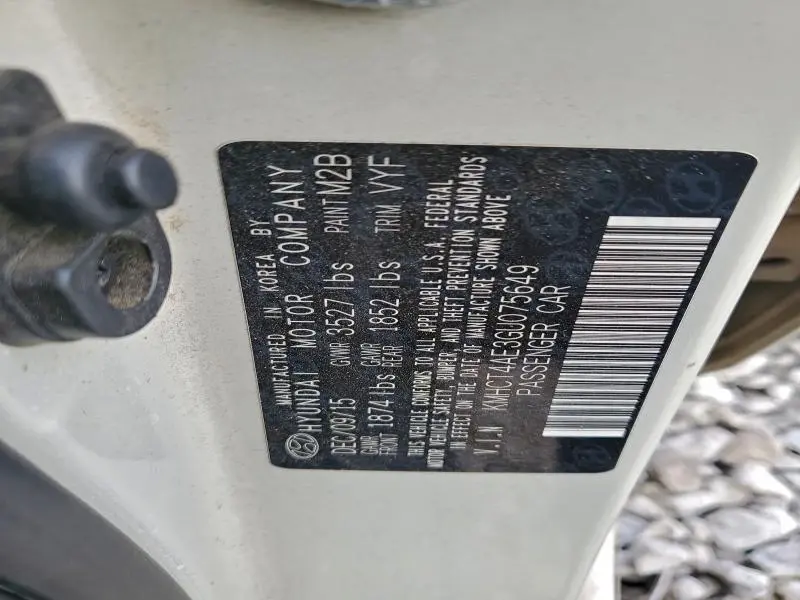 MANUFACTURED IN KOREA BY
HYUNDAI MOTOR COMPANY
DEC/09/15 GVWR 3527 lbs PAINT M2B
GAWR FRONT 1874 lbs GAWR REAR 1852 lbs TRIM VYF
THIS VEHICLE CONFORMS TO ALL APPLICABLE U.S.A. FEDERAL
MOTOR VEHICLE SAFETY, BUMPER AND THEFT PREVENTION STANDARDS
IN EFFECT ON THE DATE OF MANUFACTURE SHOWN ABOVE
V.I.N KMHCT4AE3GU075649
PASSENGER CAR